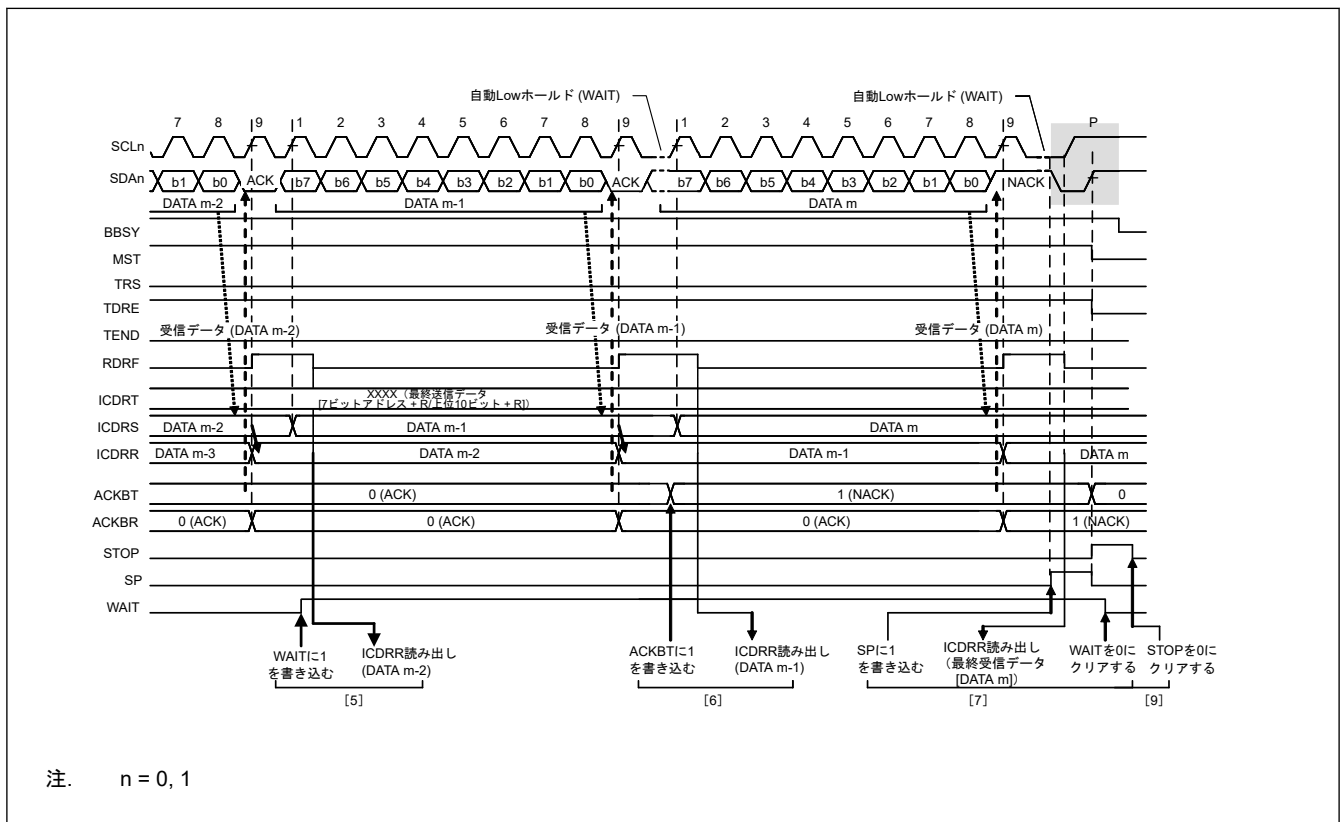 自動Lowホールド (WAIT) 自動Lowホールド (WAIT)
7 8 9 1 2 3 4 5 6 7 8 9 1 2 3 4 5 6 7 8 9 P
SCLn
SDAn b1 b0 ACK b7 b6 b5 b4 b3 b2 b1 b0 ACK b7 b6 b5 b4 b3 b2 b1 b0 NACK
DATA m-2 DATA m-1 DATA m
BBSY
MST
TRS
TDRE
受信データ (DATA m-2) 受信データ (DATA m-1) 受信データ (DATA m)
TEND
RDRF
XXXX（最終送信データ
ICDRT
[7ビットアドレス + R/上位10ビット + R]）
ICDRS DATA m-2 DATA m-1 DATA m
ICDRR DATA m-3 DATA m-2 DATA m-1 DATA m
ACKBT 0 (ACK) 1 (NACK) 0
ACKBR 0 (ACK) 0 (ACK) 0 (ACK) 1 (NACK)
STOP
SP
WAIT
WAITに1
を書き込む
ICDRR読み出し
(DATA m-2)
ACKBTに1
を書き込む
ICDRR読み出し
(DATA m-1)
SPに1
を書き込む
ICDRR読み出し
（最終受信データ
[DATA m]）
WAITを0に
クリアする
STOPを0に
クリアする
[5] [6] [7] [9]
注. n = 0, 1